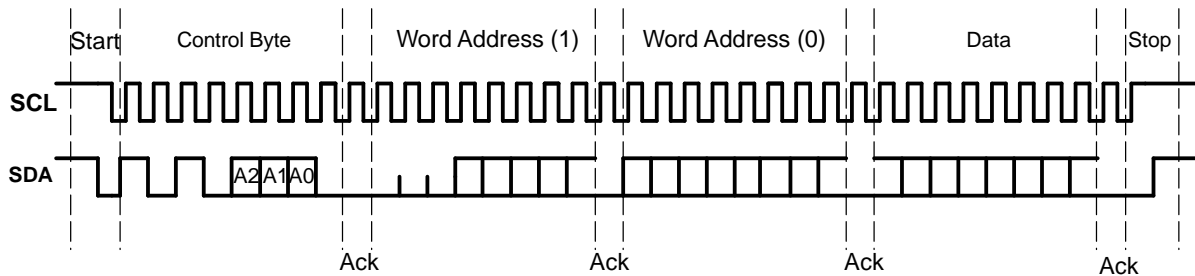 Start Control Byte Word Address (1) Word Address (0) Data Stop
SCL
SDA A2 A1 A0
Ack Ack Ack Ack